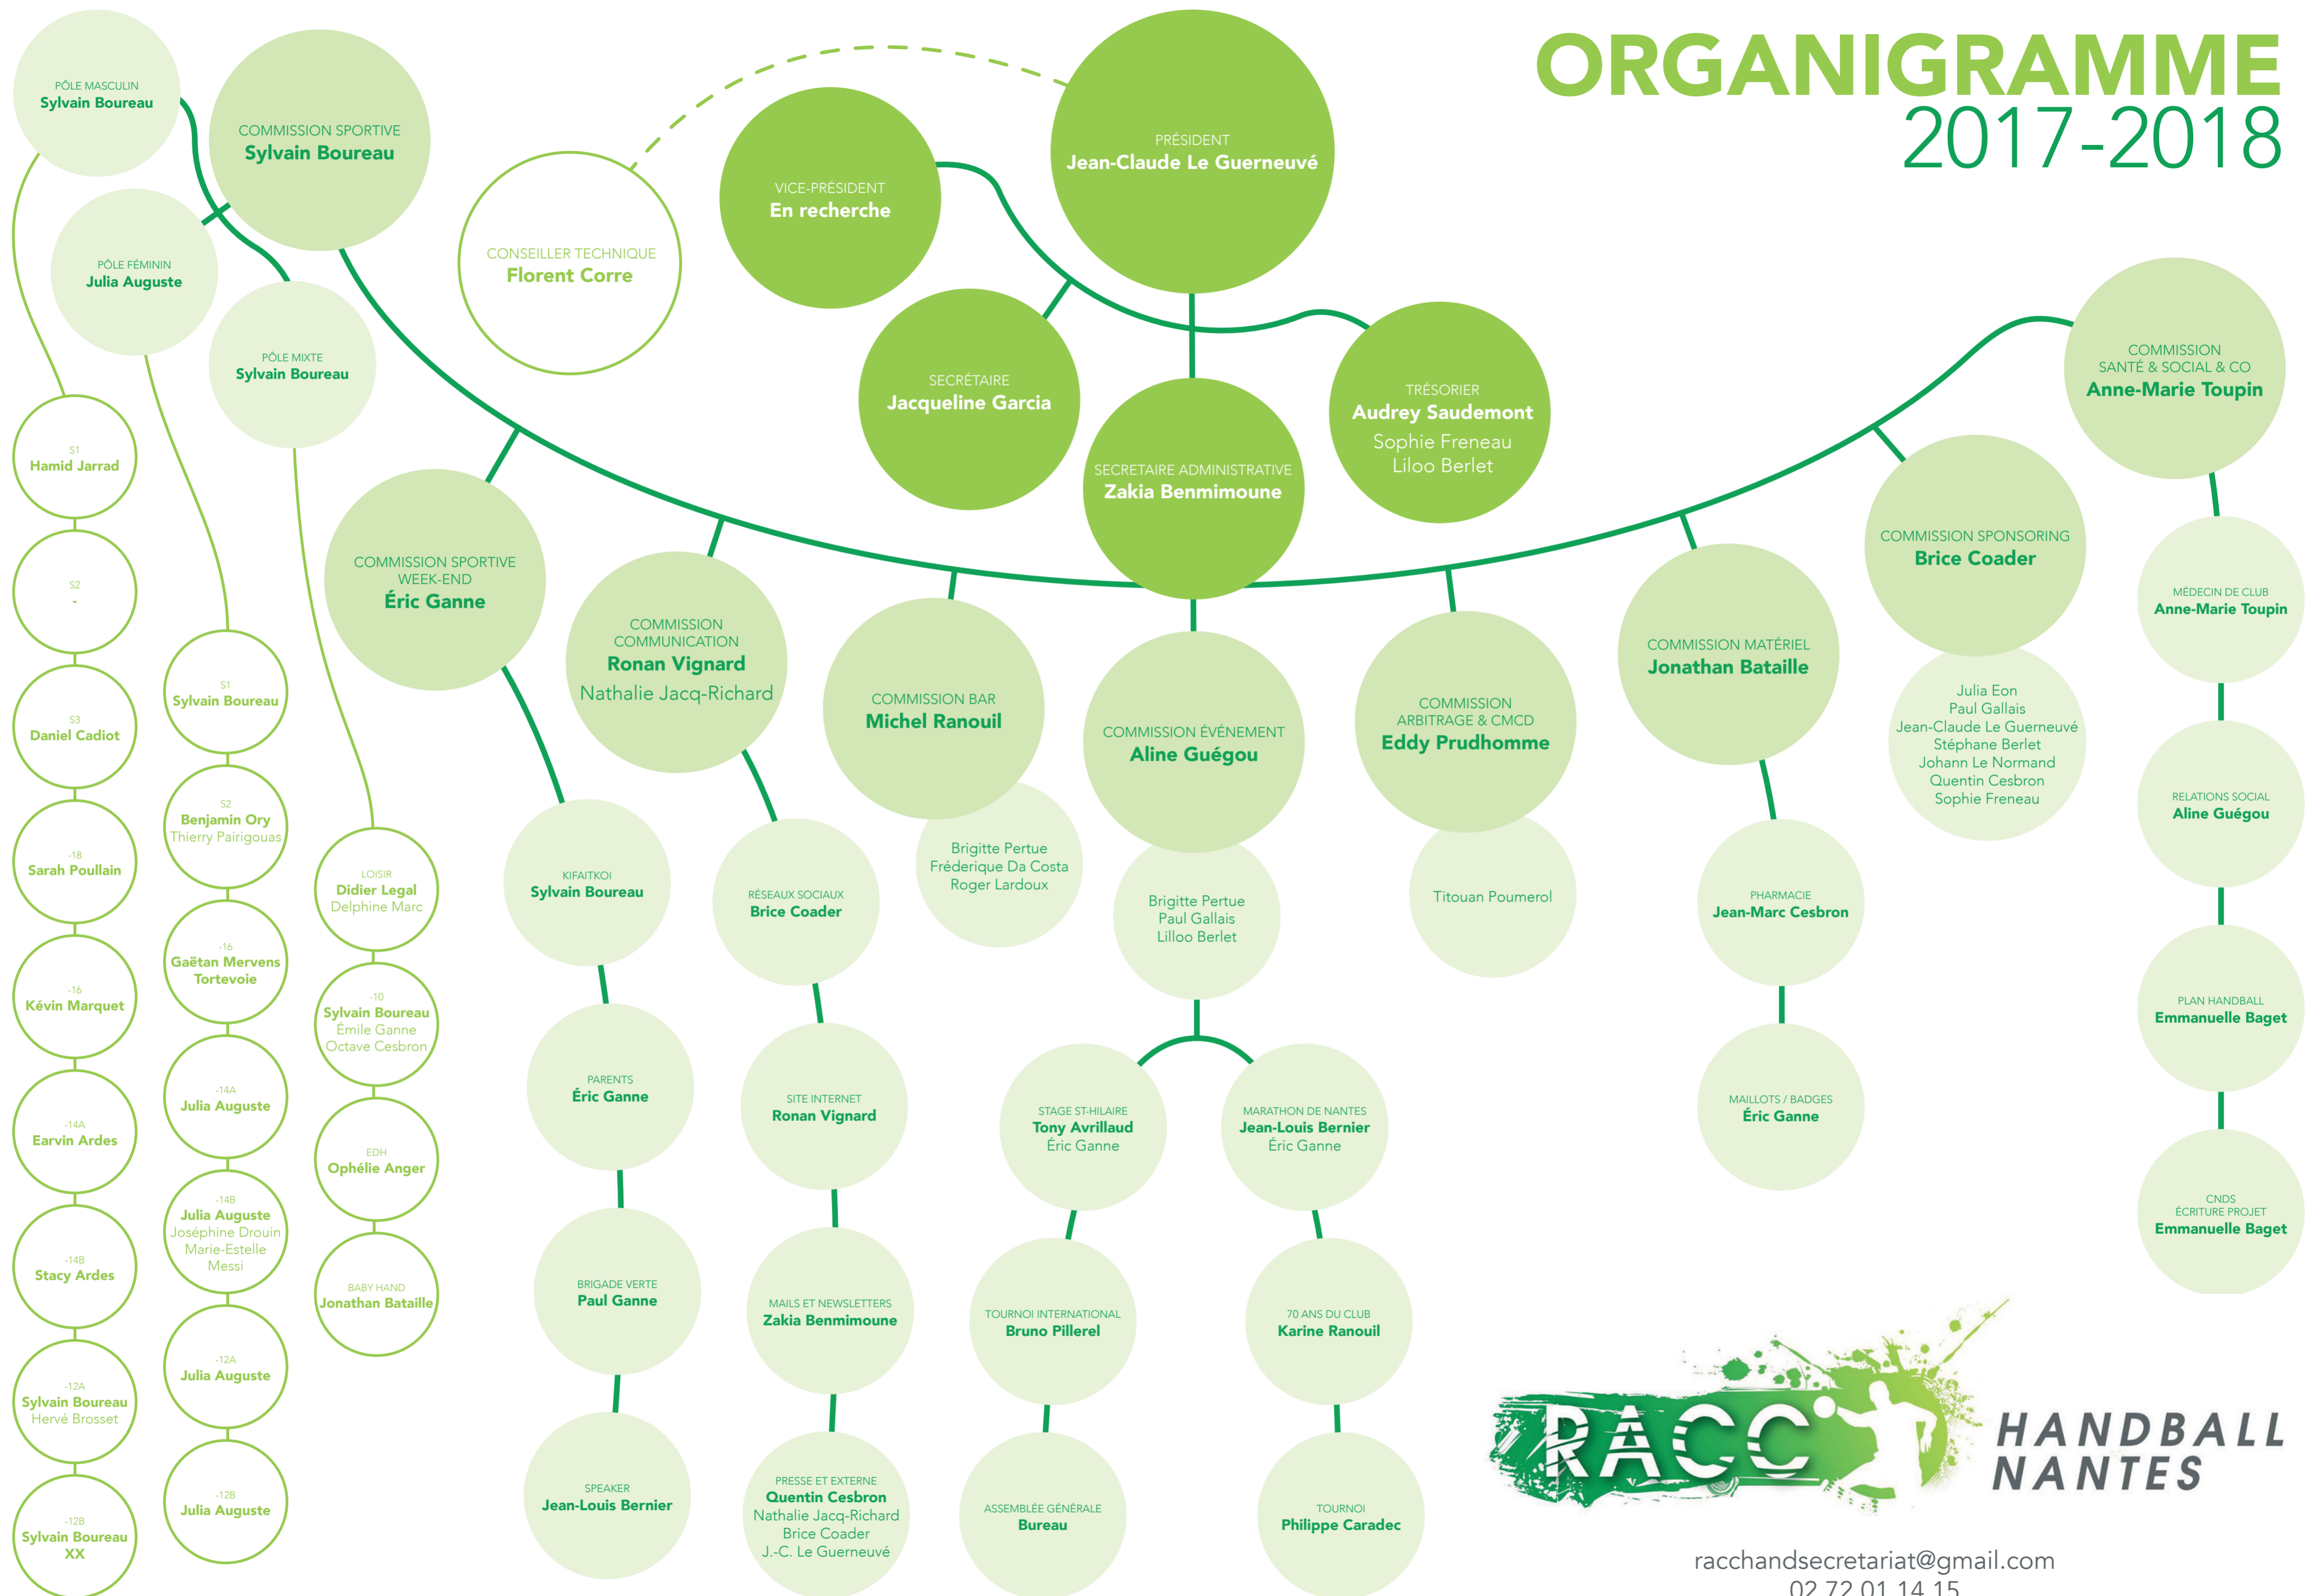 ORGANIGRAMME
2017-2018
PRÉSIDENT
Jean-Claude Le Guerneuvé
VICE-PRÉSIDENT
En recherche
CONSEILLER TECHNIQUE
Florent Corre
SECRÉTAIRE
Jacqueline Garcia
SECRETAIRE ADMINISTRATIVE
Zakia Benmimoune
TRÉSORIER
Audrey Saudemont
Sophie Freneau
Liloo Berlet
COMMISSION SPORTIVE
Sylvain Boureau
PÔLE MASCULIN
Sylvain Boureau
PÔLE FÉMININ
Julia Auguste
PÔLE MIXTE
Sylvain Boureau
S1
Hamid Jarrad
S2
-
S3
Daniel Cadiot
-18
Sarah Poullain
-16
Kévin Marquet
-14A
Earvin Ardes
-14B
Stacy Ardes
-12A
Sylvain Boureau
Hervé Brosset
-12B
Sylvain Boureau
XX
S1
Sylvain Boureau
S2
Benjamin Ory
Thierry Pairigouas
-16
Gaëtan Mervens
Tortevoie
-14A
Julia Auguste
-14B
Julia Auguste
Joséphine Drouin
Marie-Estelle
Messi
-12A
Julia Auguste
-12B
Julia Auguste
LOISIR
Didier Legal
Delphine Marc
-10
Sylvain Boureau
Émile Ganne
Octave Cesbron
EDH
Ophélie Anger
BABY HAND
Jonathan Bataille
COMMISSION SPORTIVE
WEEK-END
Éric Ganne
KIFAITKOI
Sylvain Boureau
PARENTS
Éric Ganne
BRIGADE VERTE
Paul Ganne
SPEAKER
Jean-Louis Bernier
COMMISSION
COMMUNICATION
Ronan Vignard
Nathalie Jacq-Richard
RÉSEAUX SOCIAUX
Brice Coader
SITE INTERNET
Ronan Vignard
MAILS ET NEWSLETTERS
Zakia Benmimoune
PRESSE ET EXTERNE
Quentin Cesbron
Nathalie Jacq-Richard
Brice Coader
J.-C. Le Guerneuvé
COMMISSION BAR
Michel Ranouil
Brigitte Pertue
Fréderique Da Costa
Roger Lardoux
COMMISSION ÉVÈNEMENT
Aline Guégou
Brigitte Pertue
Paul Gallais
Lilloo Berlet
STAGE ST-HILAIRE
Tony Avrillaud
Éric Ganne
TOURNOI INTERNATIONAL
Bruno Pillerel
ASSEMBLÉE GÉNÉRALE
Bureau
MARATHON DE NANTES
Jean-Louis Bernier
Éric Ganne
70 ANS DU CLUB
Karine Ranouil
TOURNOI
Philippe Caradec
COMMISSION
ARBITRAGE & CMCD
Eddy Prudhomme
Titouan Poumerol
COMMISSION MATÉRIEL
Jonathan Bataille
PHARMACIE
Jean-Marc Cesbron
MAILLOTS / BADGES
Éric Ganne
COMMISSION SPONSORING
Brice Coader
Julia Eon
Paul Gallais
Jean-Claude Le Guerneuvé
Stéphane Berlet
Johann Le Normand
Quentin Cesbron
Sophie Freneau
COMMISSION
SANTÉ & SOCIAL & CO
Anne-Marie Toupin
MÉDECIN DE CLUB
Anne-Marie Toupin
RELATIONS SOCIAL
Aline Guégou
PLAN HANDBALL
Emmanuelle Baget
CNDS
ÉCRITURE PROJET
Emmanuelle Baget
RACC
HANDBALL
NANTES
racchandsecretariat@gmail.com
02 72 01 14 15